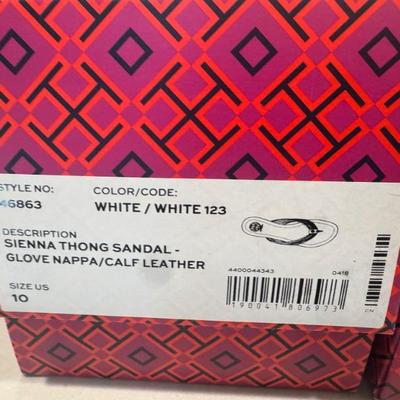 STYLE NO:
46863
COLOR/CODE:
WHITE / WHITE 123
DESCRIPTION
SIENNA THONG SANDAL -
GLOVE NAPPA/CALF LEATHER
4400044343
0418
190041806973
CN
SIZE US
10